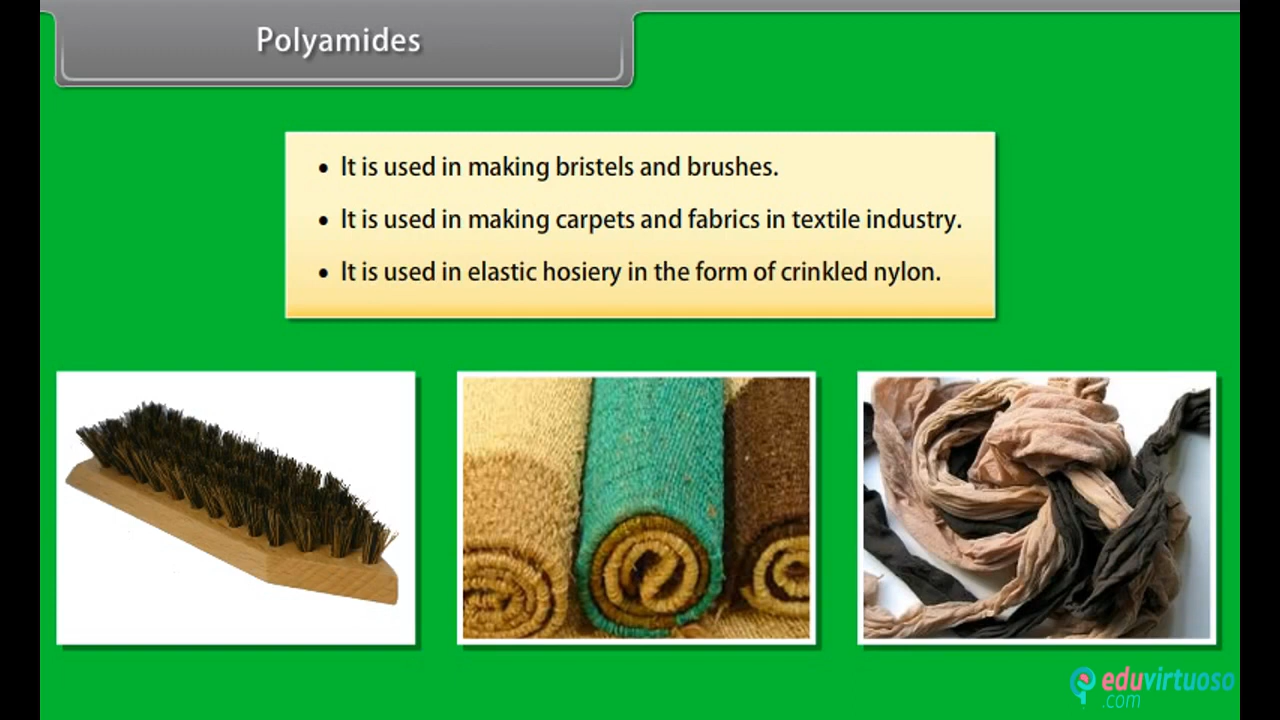 Polyamides
• It is used in making bristels and brushes.
• It is used in making carpets and fabrics in textile industry.
• It is used in elastic hosiery in the form of crinkled nylon.
eduvirtuoso
.com